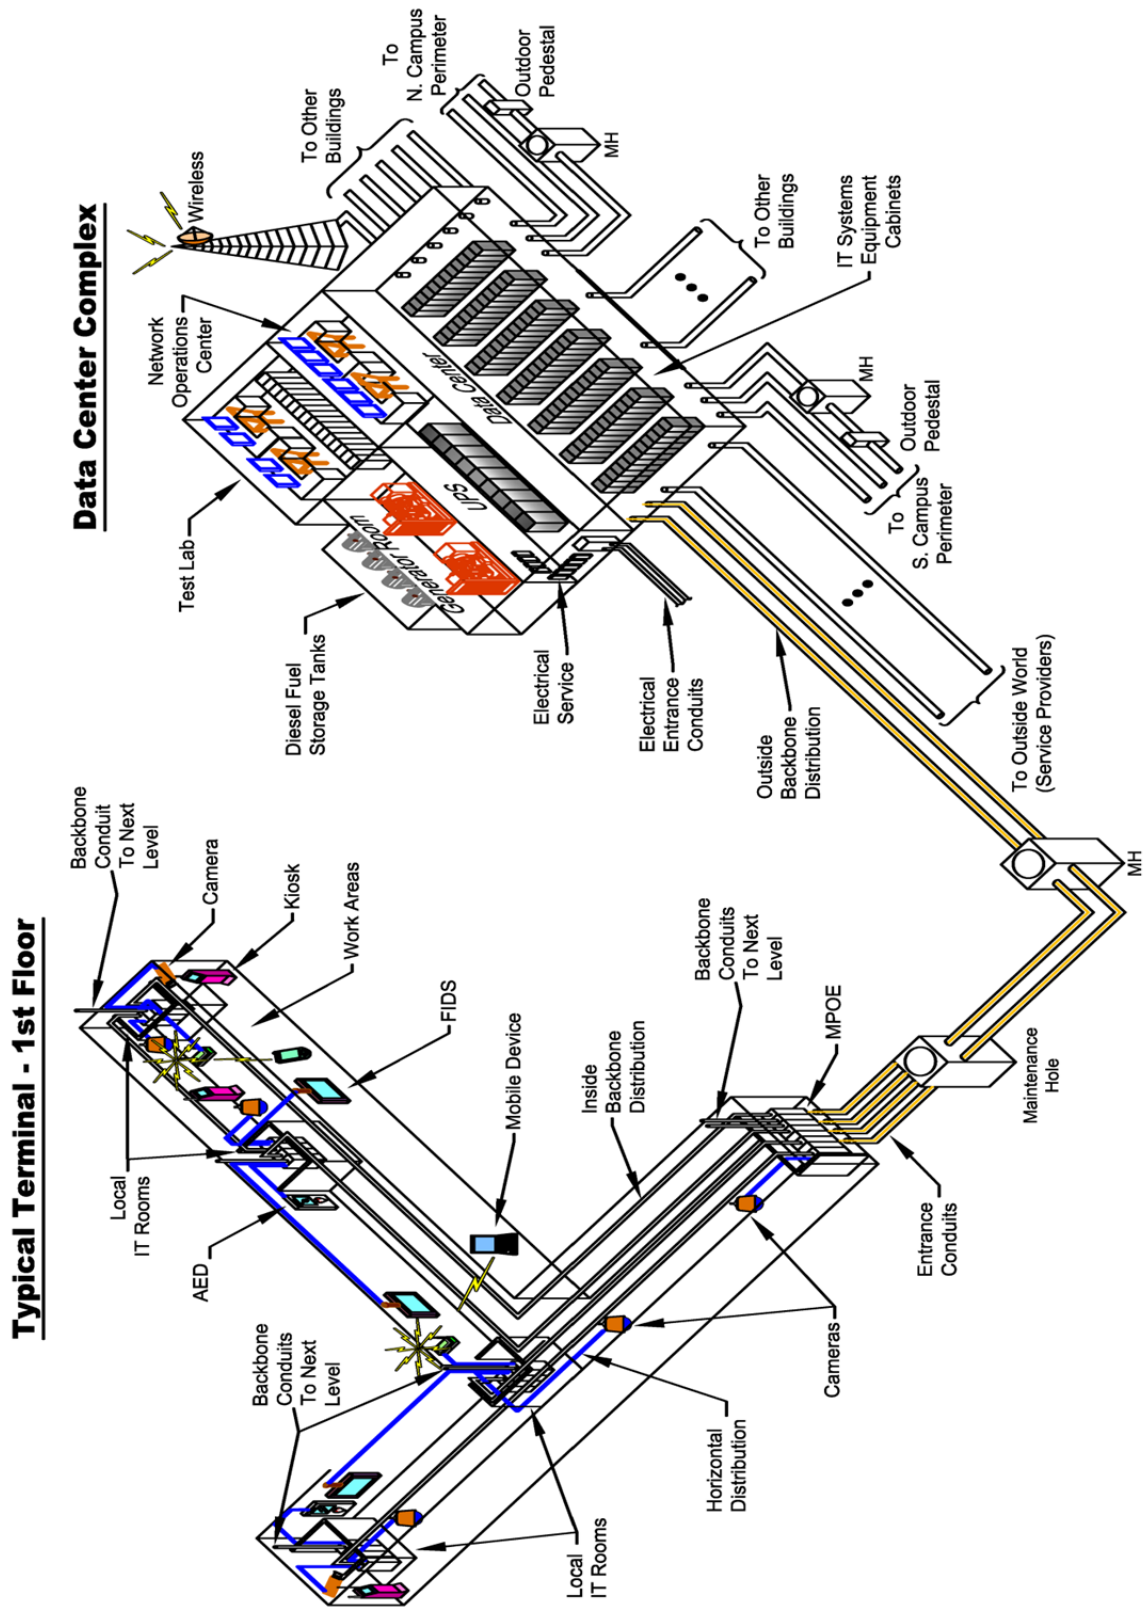 Typical Terminal - 1st Floor
Data Center Complex
Backbone
Conduit
To Next
Level
Camera
Kiosk
Work Areas
FIDS
Mobile Device
Local
IT Rooms
AED
Backbone
Conduits
To Next
Level
Inside
Backbone
Distribution
Backbone
Conduits
To Next
Level
MPOE
Maintenance
Hole
Entrance
Conduits
Cameras
Horizontal
Distribution
Local
IT Rooms
MH
Wireless
To Other
Buildings
To
N. Campus
Perimeter
Outdoor
Pedestal
MH
Network
Operations
Center
Test Lab
Diesel Fuel
Storage Tanks
Generator Room
UPS
Data Center
Electrical
Service
Electrical
Entrance
Conduits
Outside
Backbone
Distribution
To Other
Buildings
IT Systems
Equipment
Cabinets
MH
Outdoor
Pedestal
To
S. Campus
Perimeter
To Outside World
(Service Providers)